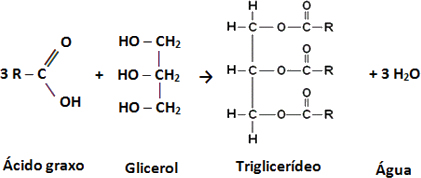 3 R – C O OH + HO – CH2 HO – CH2 HO – CH2 → H H – C – O – C – R O H – C – O – C – R O H – C – O – C – R O H + 3 H2O
Ácido graxo Glicerol Triglicerídeo Água